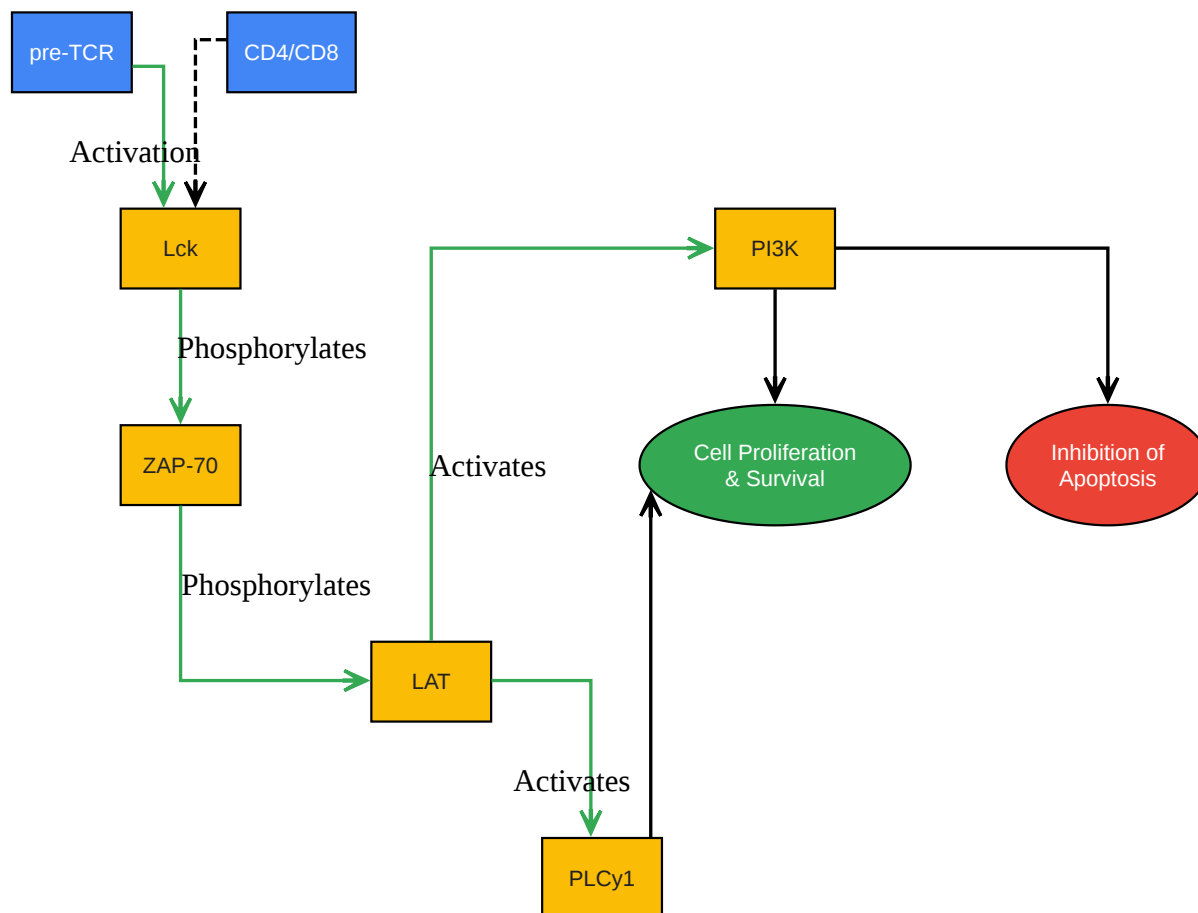 pre-TCR
CD4/CD8
Activation
Lck
PI3K
Phosphorylates
ZAP-70
Activates
Cell Proliferation
& Survival
Inhibition of
Apoptosis
Phosphorylates
LAT
Activates
PLCy1